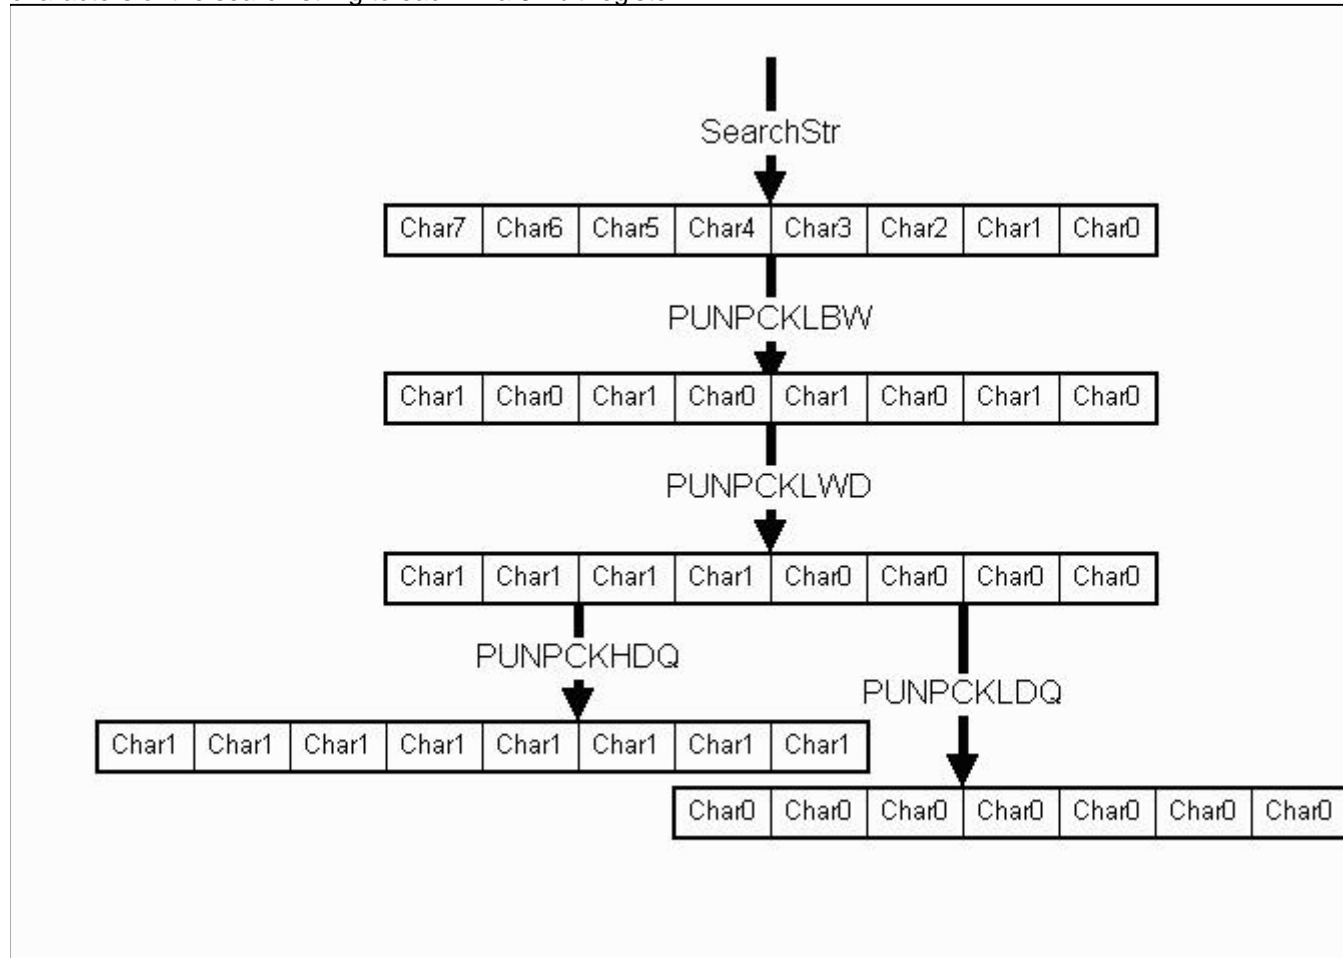 SearchStr
Char7 Char6 Char5 Char4 Char3 Char2 Char1 Char0
PUNPCKLBW
Char1 Char0 Char1 Char0 Char1 Char0 Char1 Char0
PUNPCKLWD
Char1 Char1 Char1 Char1 Char0 Char0 Char0 Char0
PUNPCKHDQ
PUNPCKLDQ
Char1 Char1 Char1 Char1 Char1 Char1 Char1 Char1
Char0 Char0 Char0 Char0 Char0 Char0 Char0